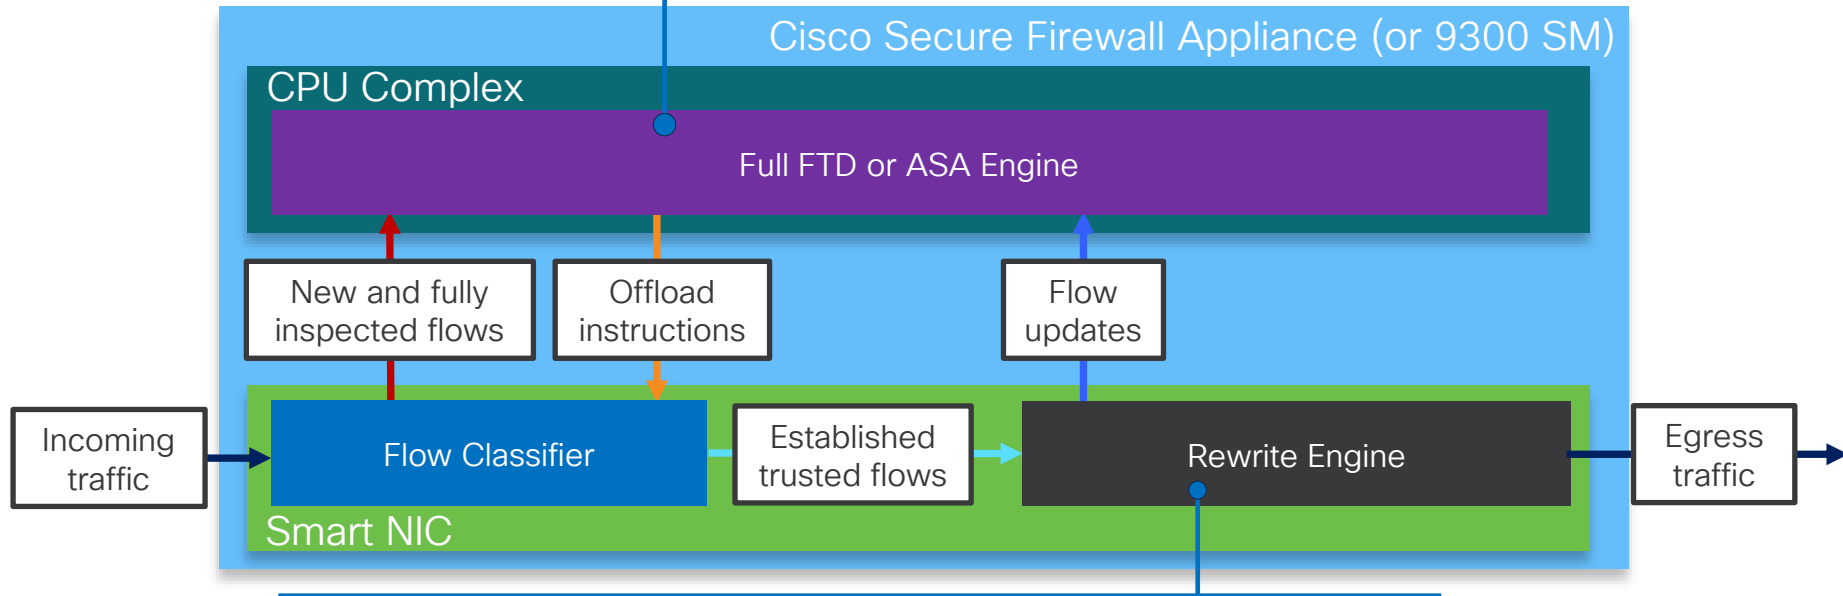 Cisco Secure Firewall Appliance (or 9300 SM)
CPU Complex
Full FTD or ASA Engine
New and fully
inspected flows
Offload
instructions
Flow
updates
Incoming
traffic
Flow Classifier
Established
trusted flows
Rewrite Engine
Egress
traffic
Smart NIC